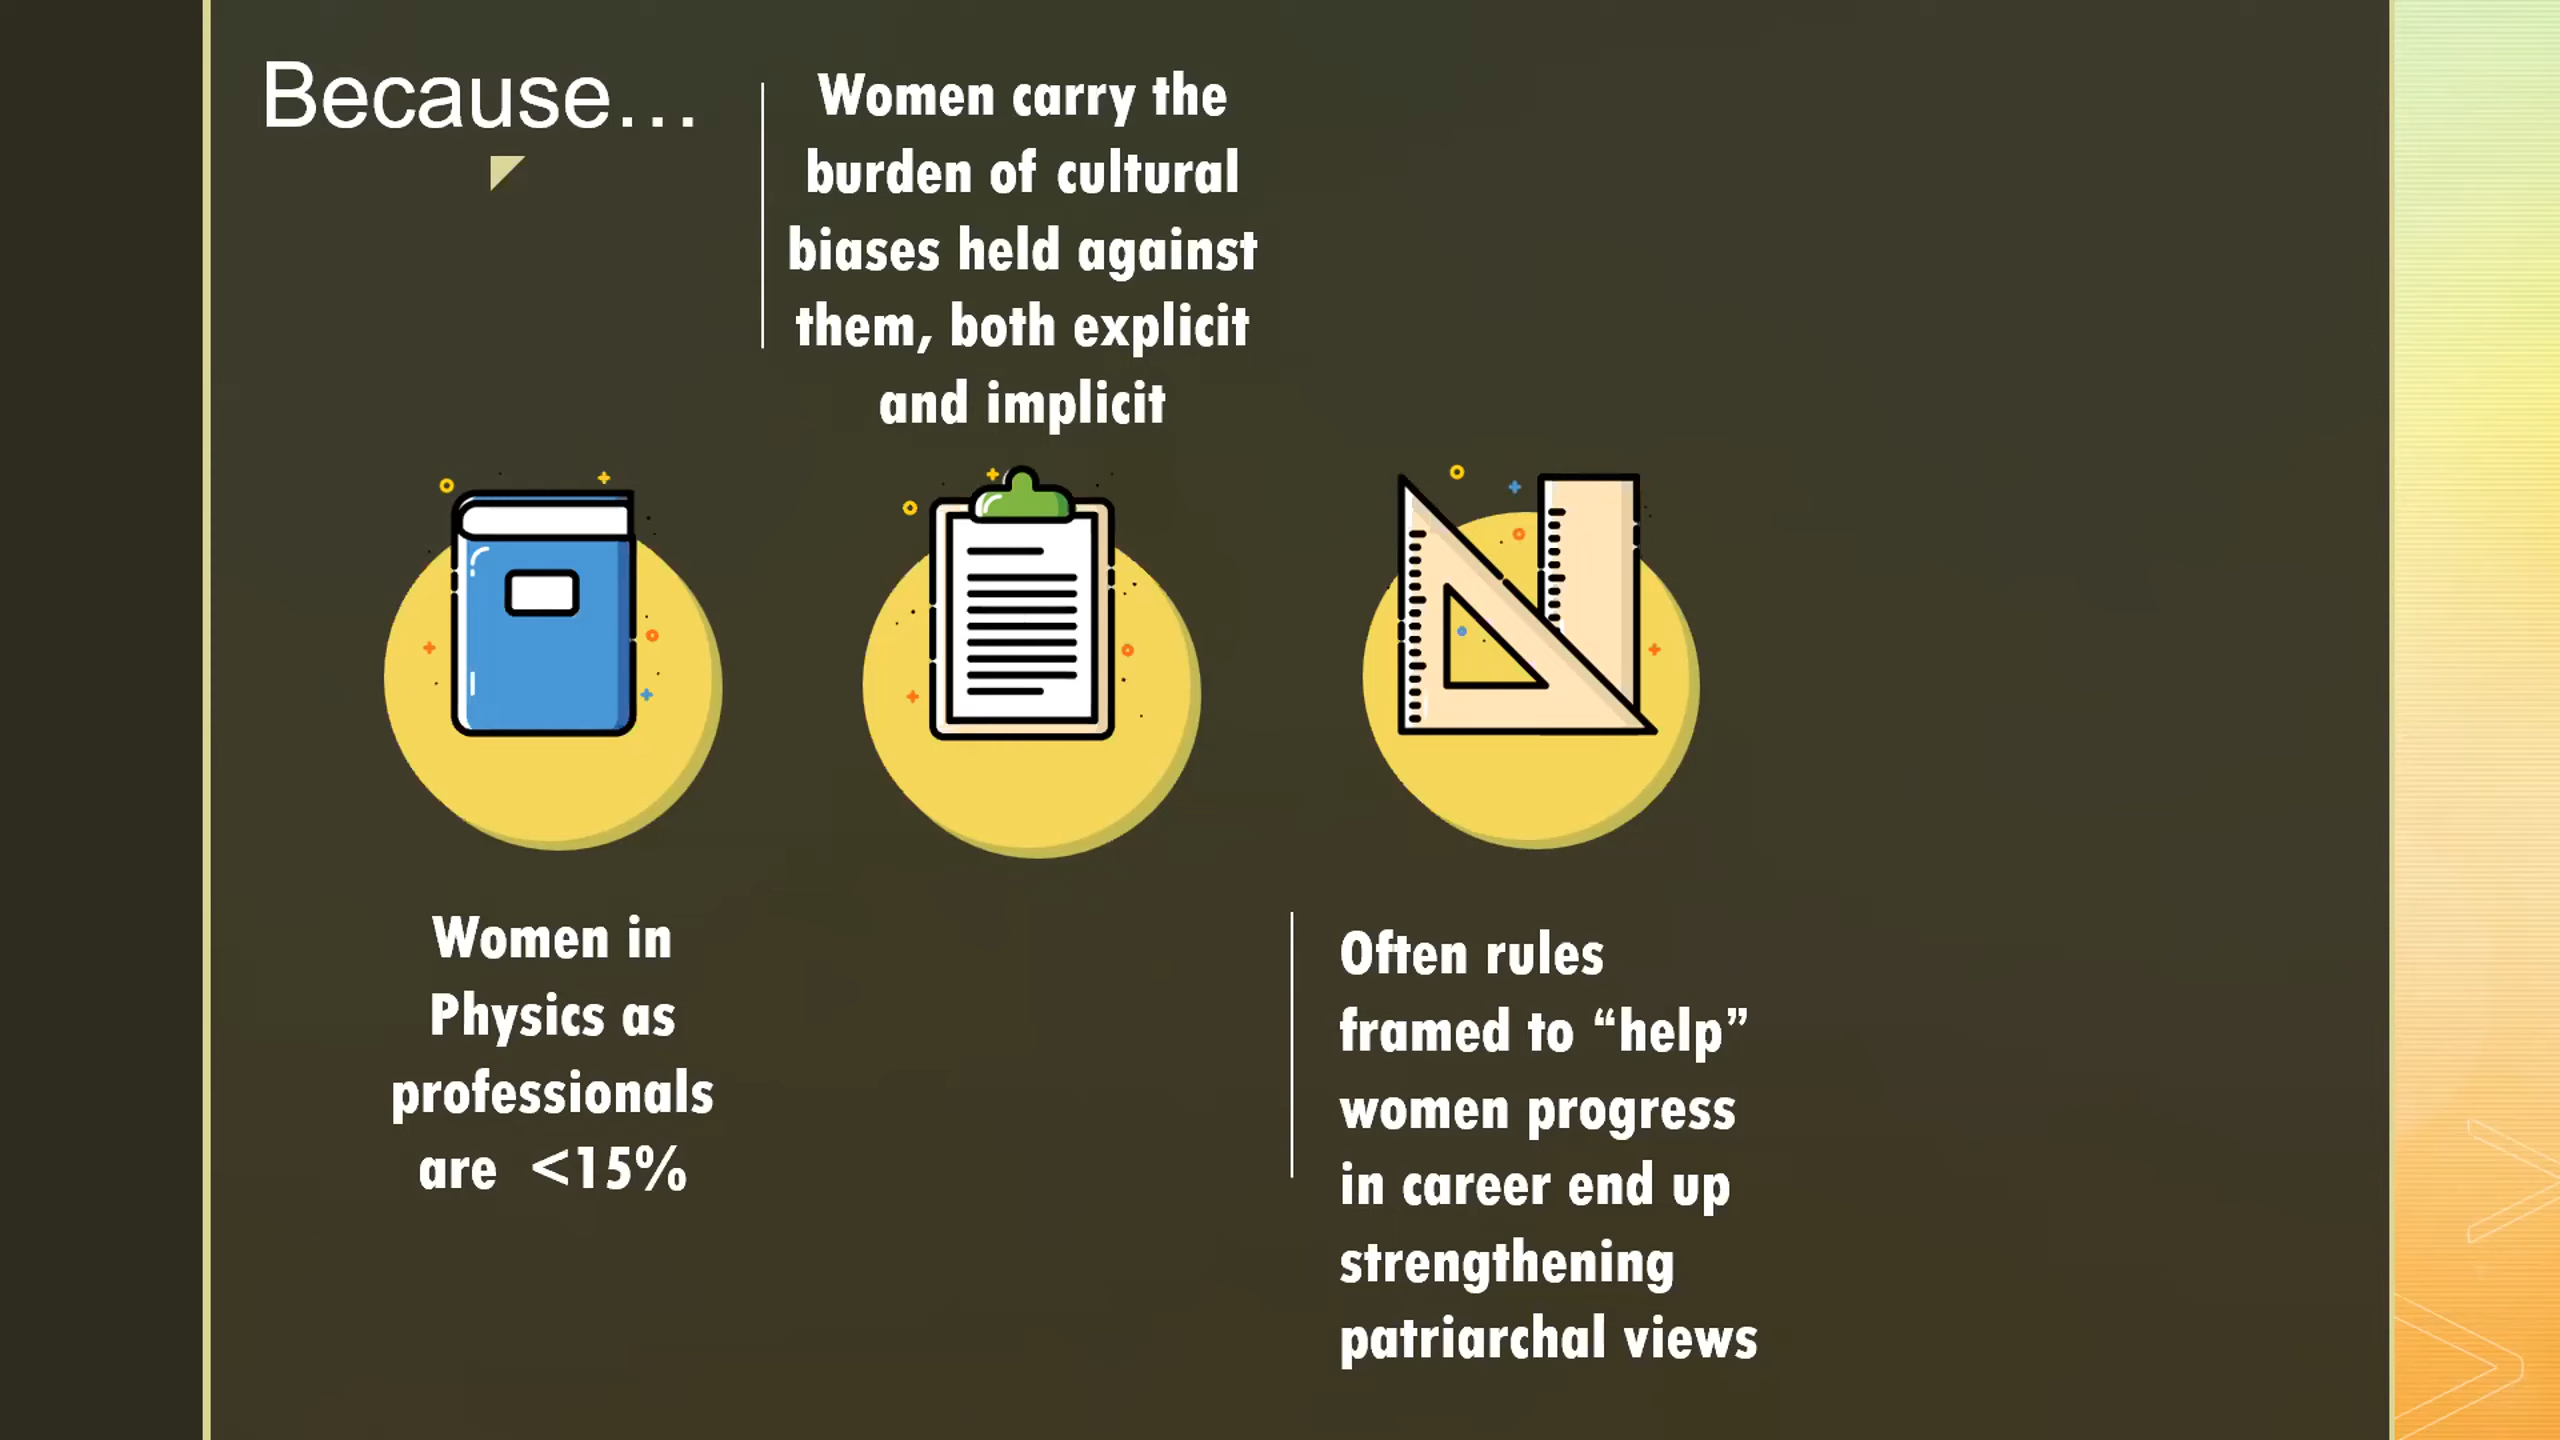 Because...
Women carry the
burden of cultural
biases held against
them, both explicit
and implicit
Women in
Physics as
professionals
are <15%
Often rules
framed to “help”
women progress
in career end up
strengthening
patriarchal views